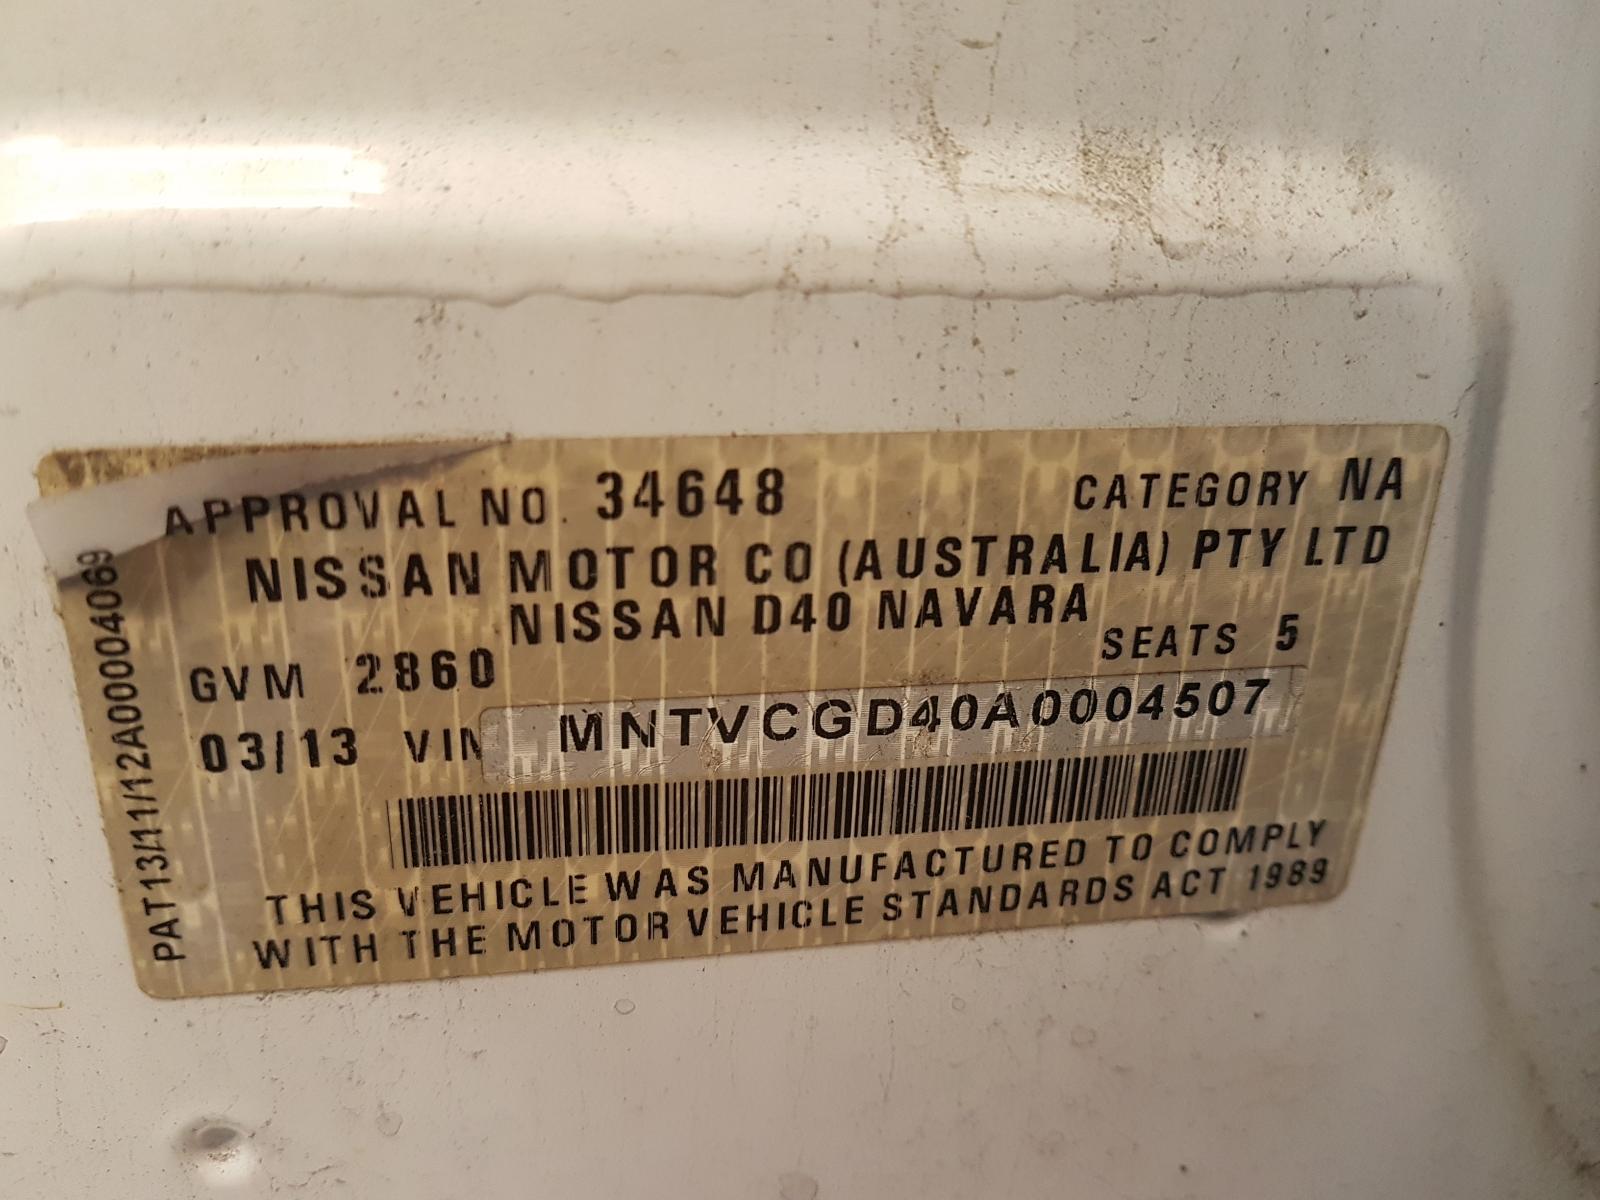 APPROVAL NO. 34648 CATEGORY NA
NISSAN MOTOR CO (AUSTRALIA) PTY LTD
NISSAN D40 NAVARA
GVM 2860 SEATS 5
03/13 VIN MNTVCGD40A0004507
THIS VEHICLE WAS MANUFACTURED TO COMPLY
WITH THE MOTOR VEHICLE STANDARDS ACT 1989
PAT13/11/12A00004069